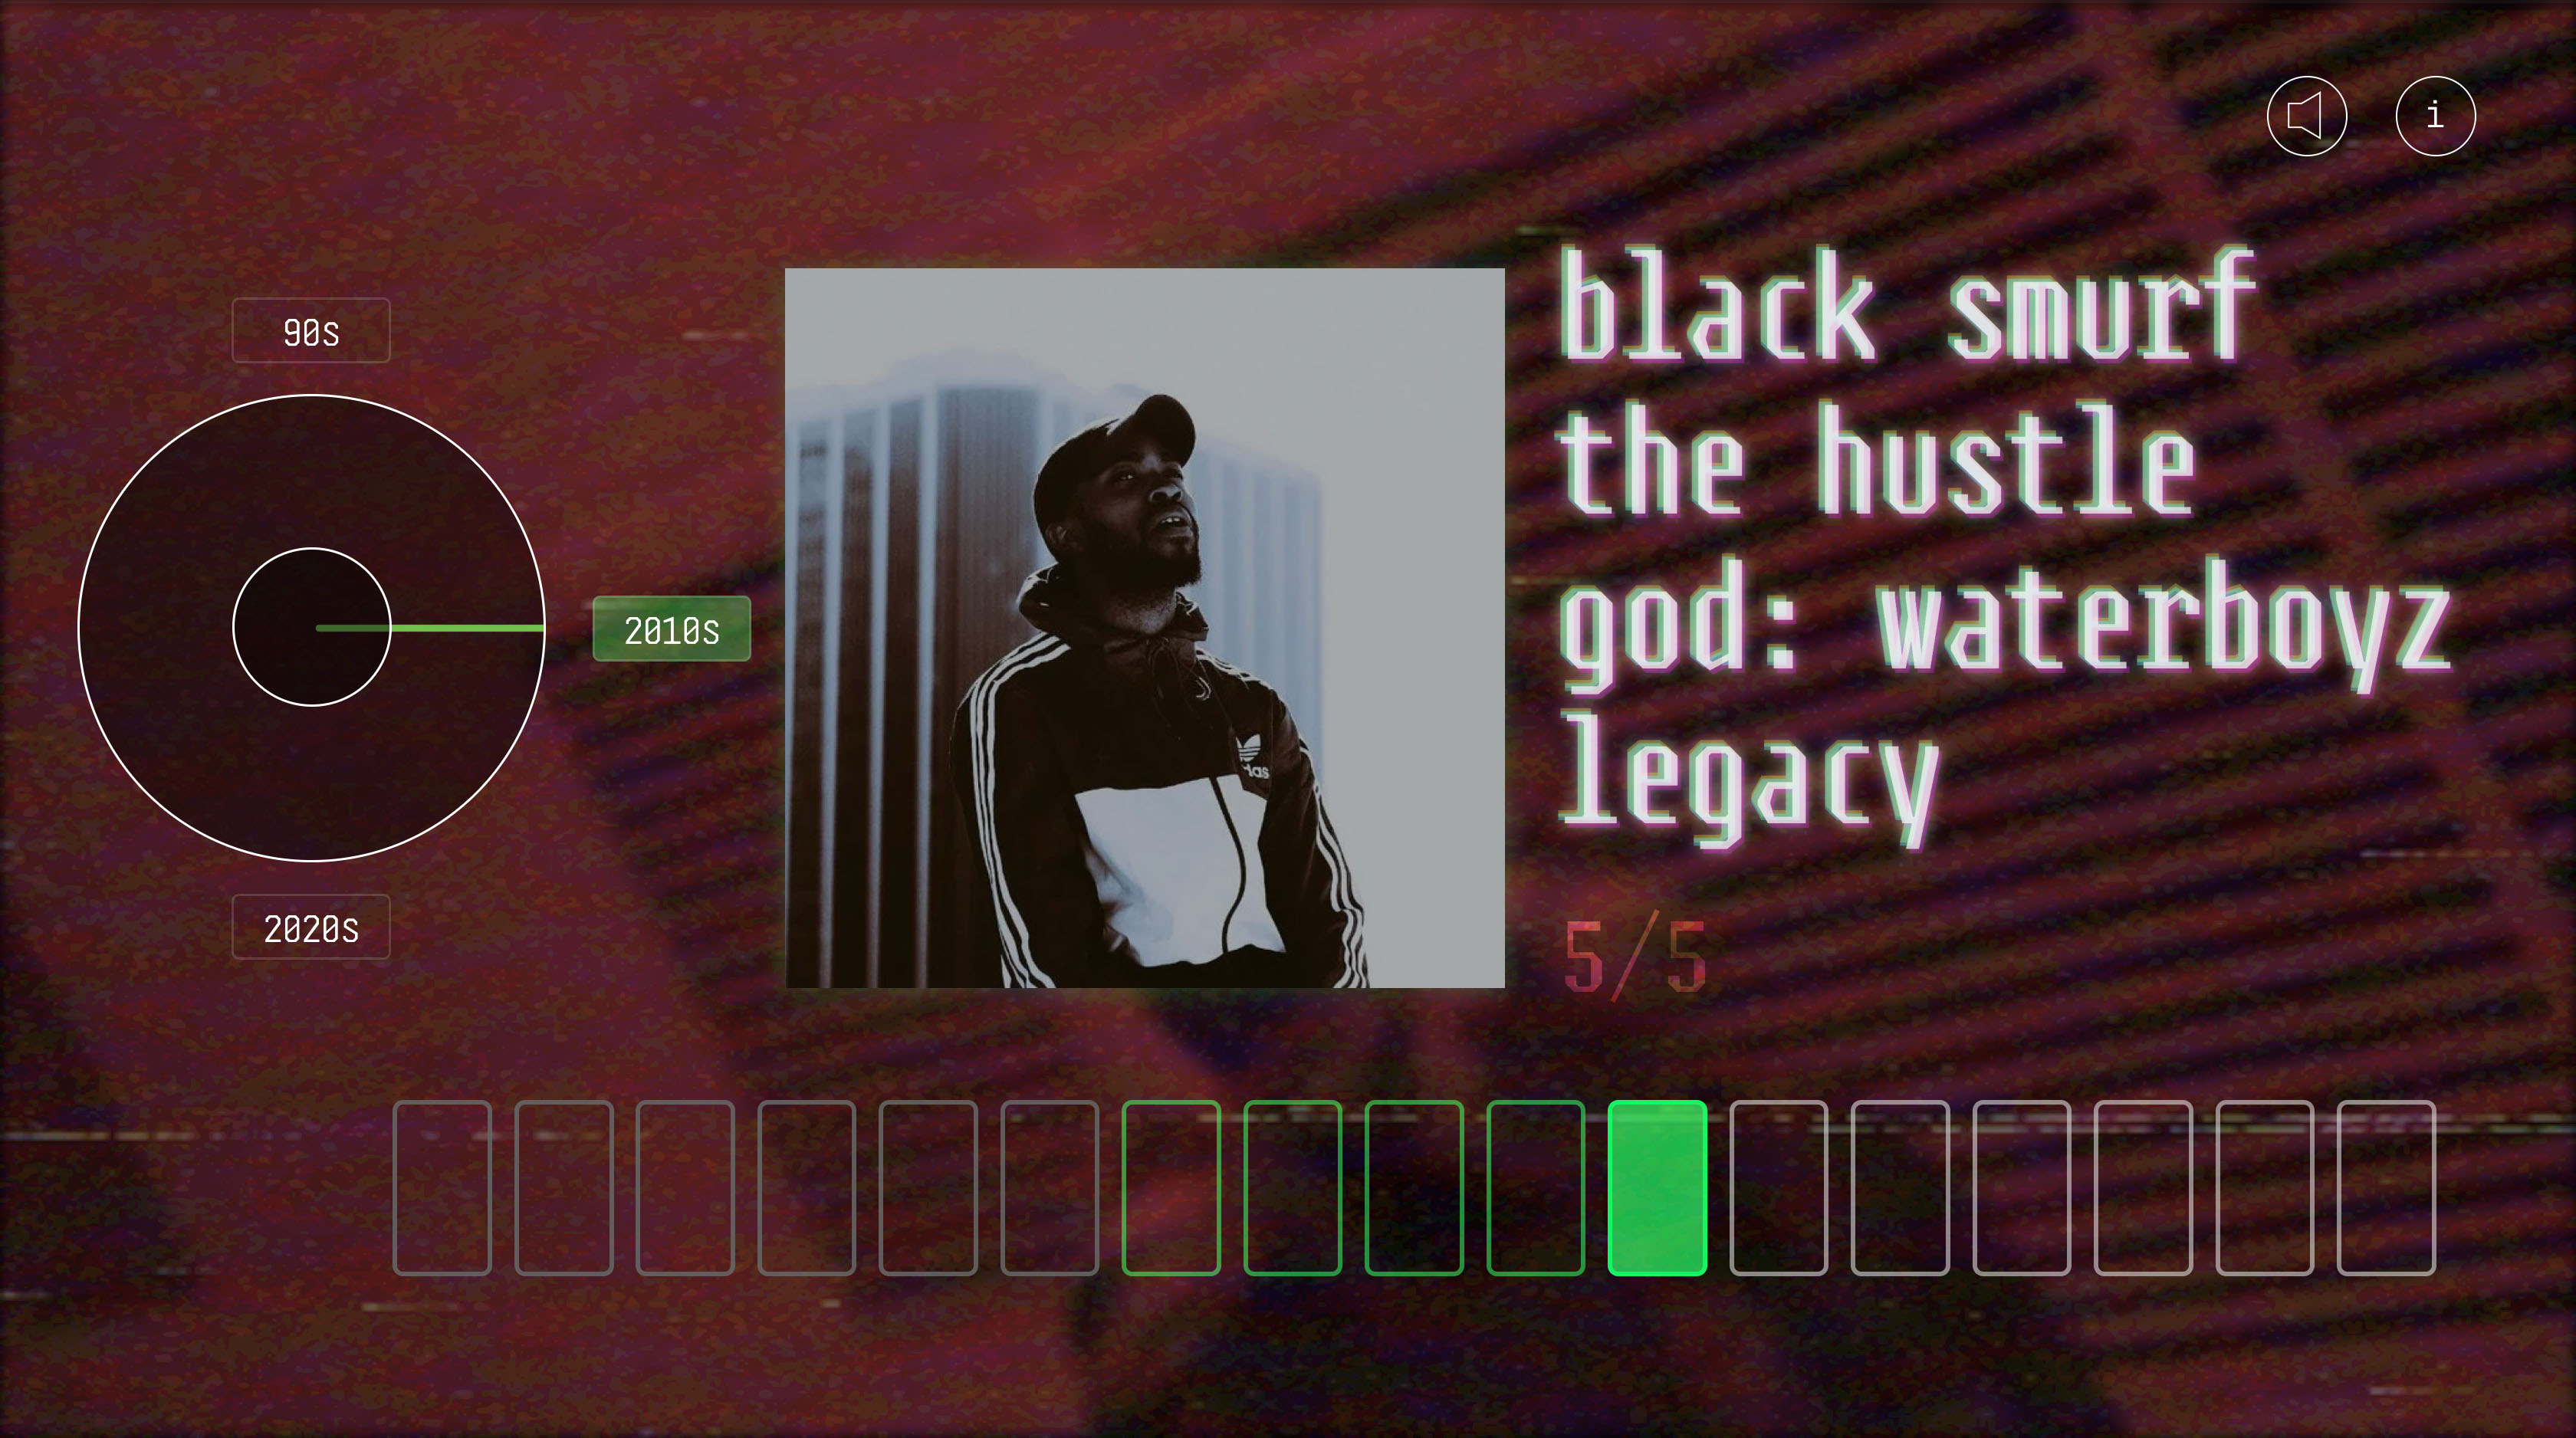 i
90s
2010s
2020s
black smurf
the hustle
god: waterboyz
legacy
5/5